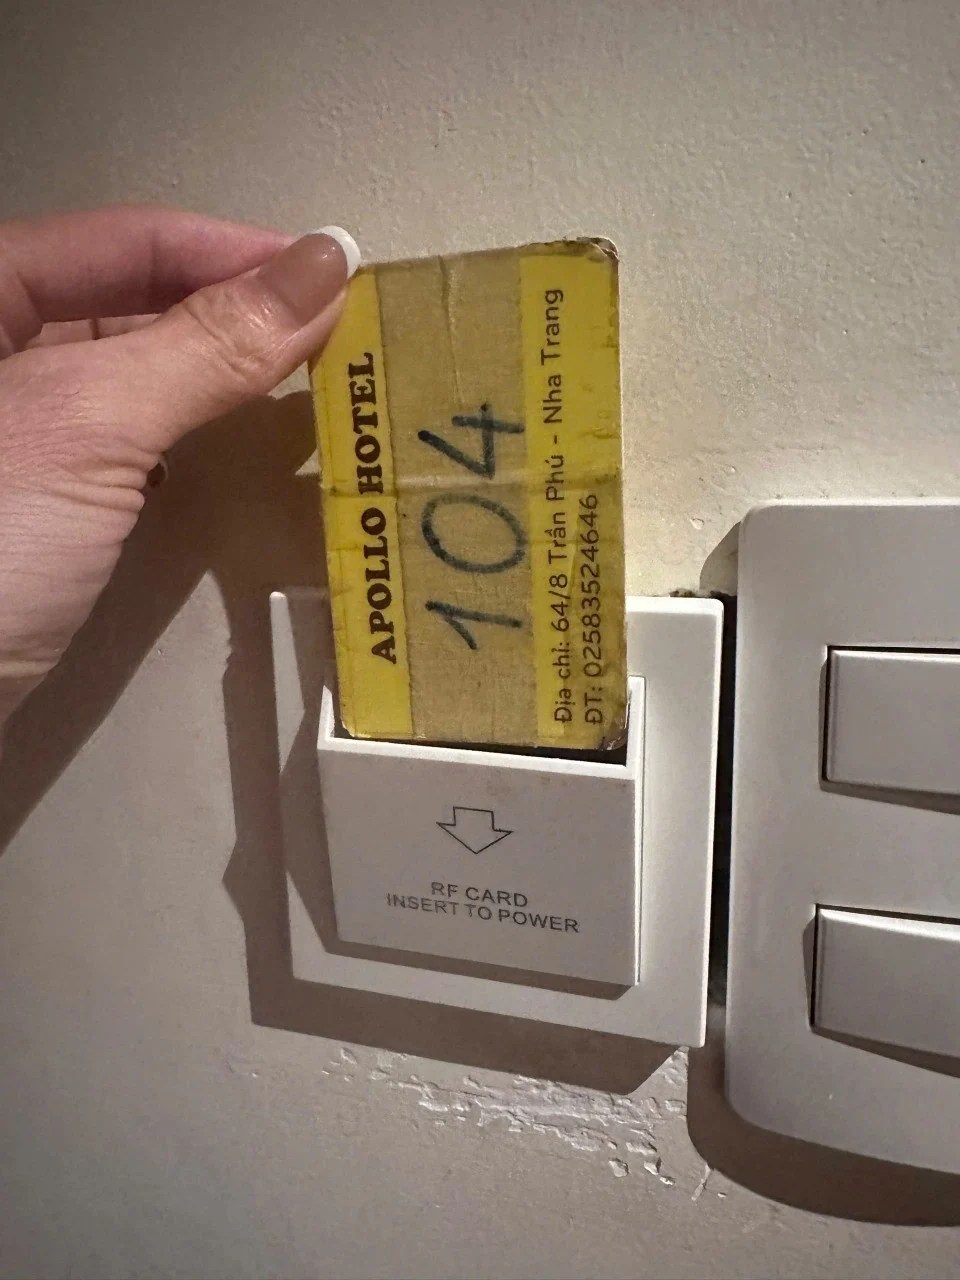 APOLLO HOTEL
104
Địa chỉ: 64/8 Trần Phú - Nha Trang
ĐT: 02583524646
RF CARD
INSERT TO POWER